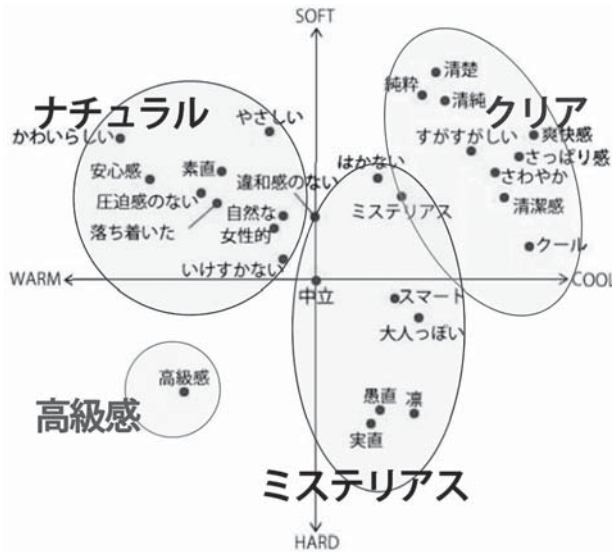 SOFT
清楚
純粋
清純
クリア
ナチュラル
やさしい
かわいらしい
すがすがしい
爽快感
はかない
さっぱり感
安心感
素直
違和感のない
さわやか
圧迫感のない
ミステリアス
清潔感
落ち着いた
自然な
女性的
クール
いけすかない
WARM
COOL
中立
スマート
大人っぽい
高級感
高級感
愚直
凛
実直
ミステリアス
HARD